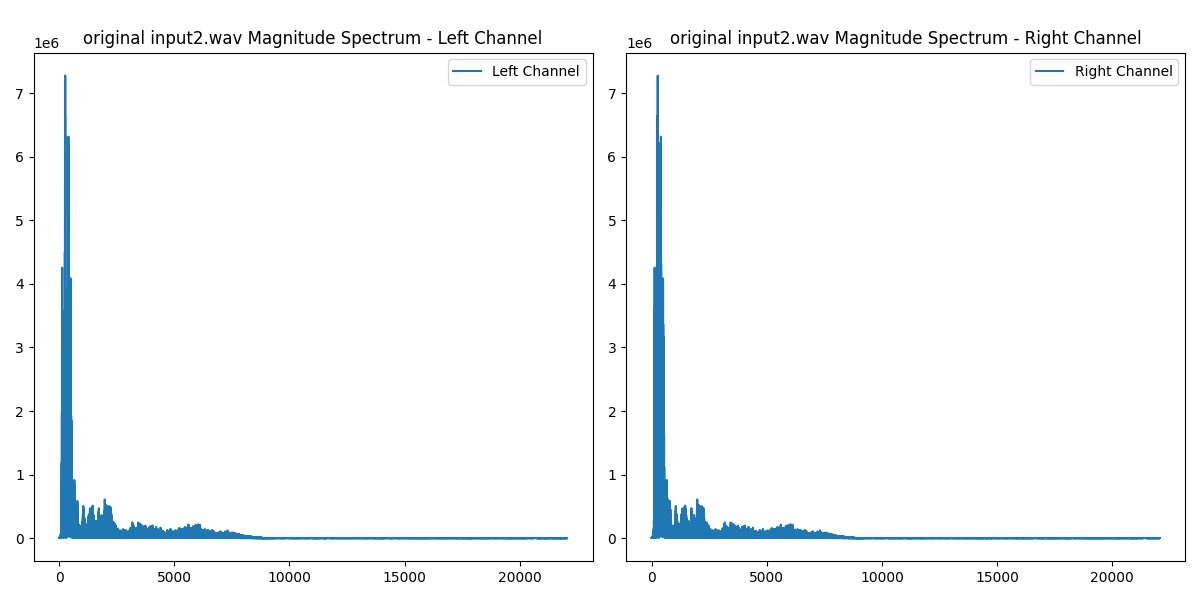 original input2.wav Magnitude Spectrum - Left Channel
1e6
Left Channel
7
6
5
4
3
2
1
0
0 5000 10000 15000 20000
original input2.wav Magnitude Spectrum - Right Channel
1e6
Right Channel
7
6
5
4
3
2
1
0
0 5000 10000 15000 20000